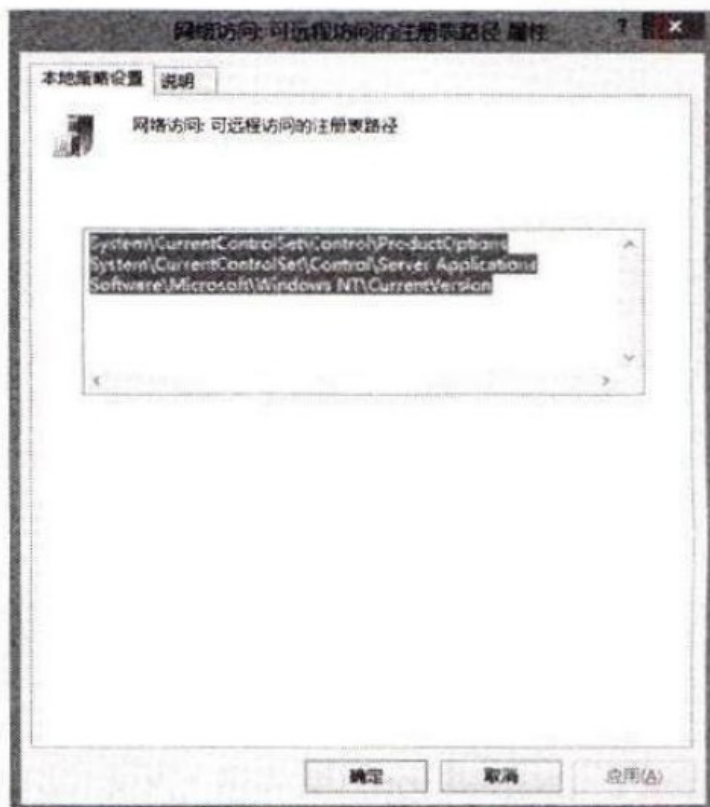 网络访问: 可远程访问的注册表路径 属性
?
本地策略设置
说明
网络访问: 可远程访问的注册表路径
System\CurrentControlSet\Control\ProductOptions
System\CurrentControlSet\Control\Server Applications
Software\Microsoft\Windows NT\CurrentVersion
确定
取消
应用(A)